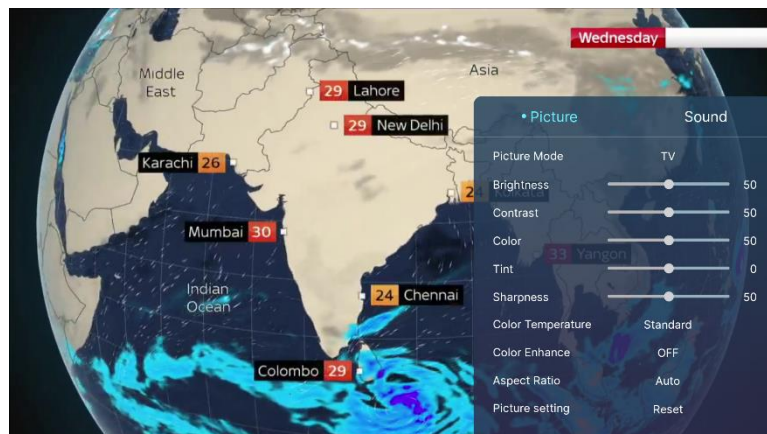 Wednesday
Middle
East
Asia
29 Lahore
29 New Delhi
Karachi 26
24 Kolkata
Mumbai 30
33 Yangon
Indian
Ocean
24 Chennai
Colombo 29
• Picture Sound
Picture Mode TV
Brightness 50
Contrast 50
Color 50
Tint 0
Sharpness 50
Color Temperature Standard
Color Enhance OFF
Aspect Ratio Auto
Picture setting Reset